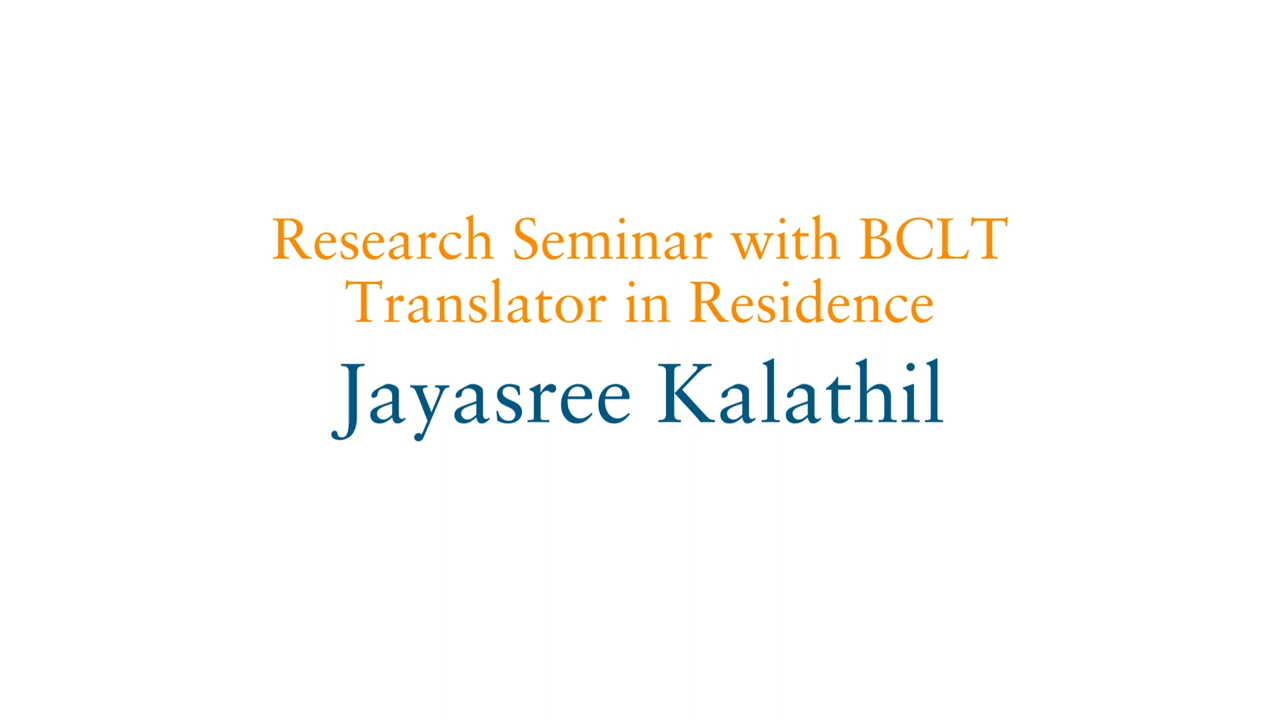 Research Seminar with BCLT
Translator in Residence
Jayasree Kalathil